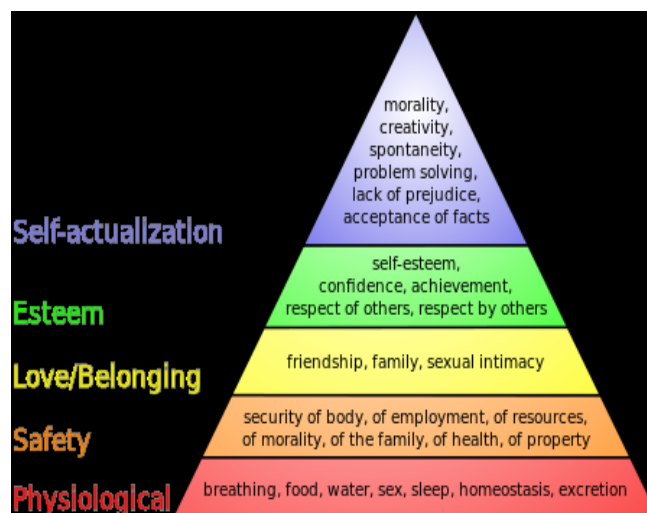 morality,
creativity,
spontaneity,
problem solving,
lack of prejudice,
acceptance of facts
Self-actualization
self-esteem,
confidence, achievement,
respect of others, respect by others
Esteem
friendship, family, sexual intimacy
Love/Belonging
security of body, of employment, of resources,
of morality, of the family, of health, of property
Safety
breathing, food, water, sex, sleep, homeostasis, excretion
Physiological